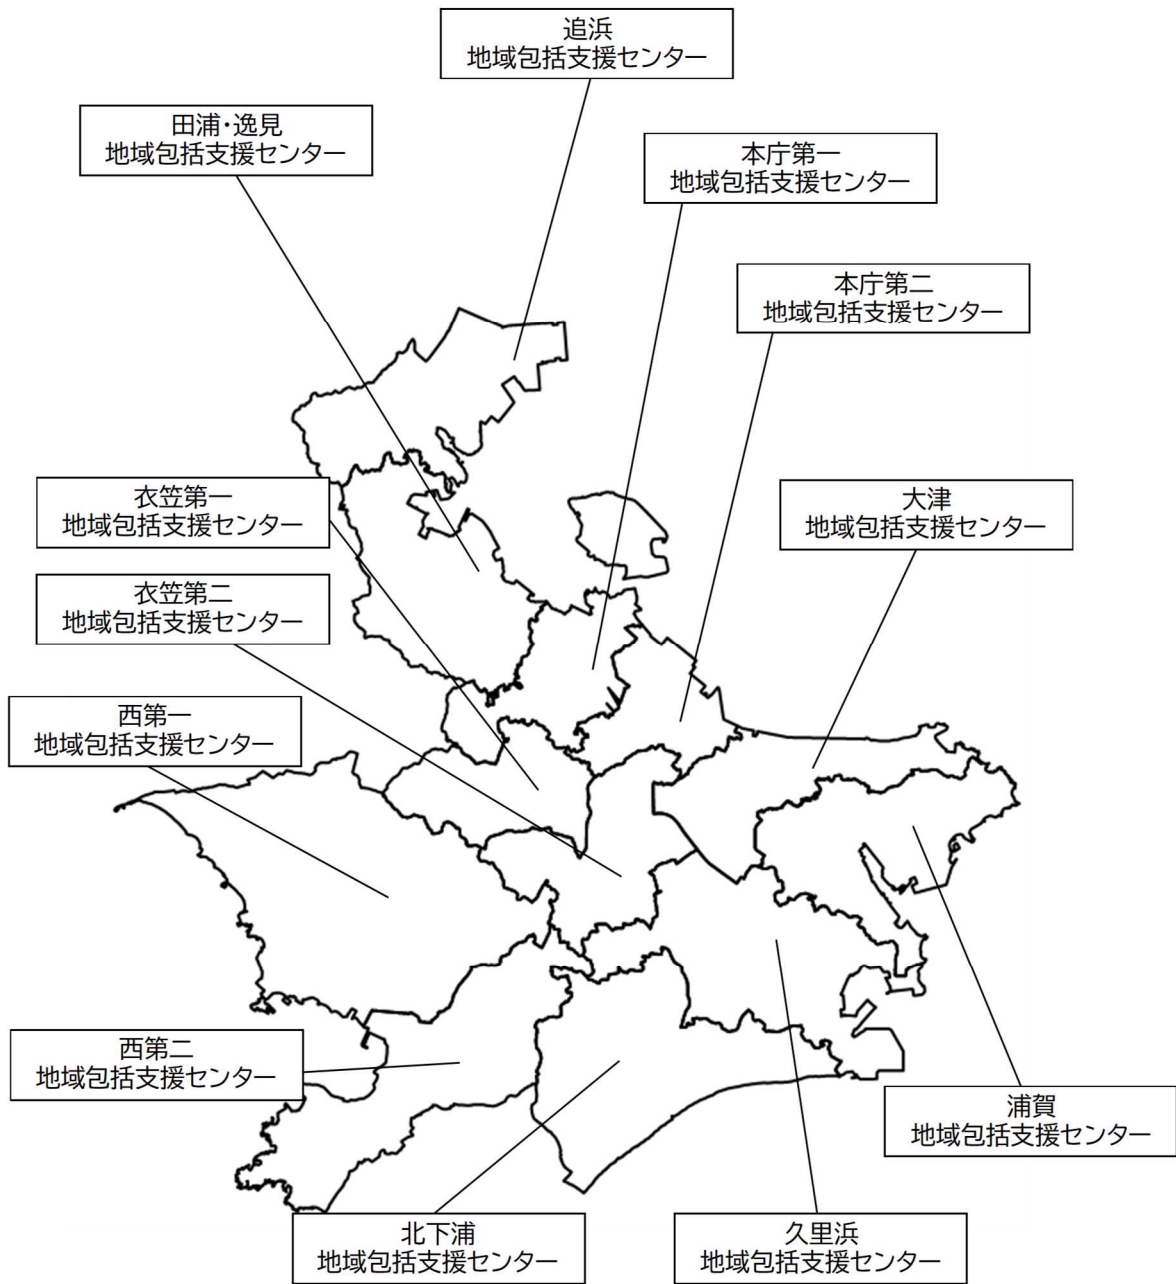 追浜
地域包括支援センター
田浦・逸見
地域包括支援センター
本庁第一
地域包括支援センター
本庁第二
地域包括支援センター
衣笠第一
地域包括支援センター
大津
地域包括支援センター
衣笠第二
地域包括支援センター
西第一
地域包括支援センター
西第二
地域包括支援センター
浦賀
地域包括支援センター
北下浦
地域包括支援センター
久里浜
地域包括支援センター